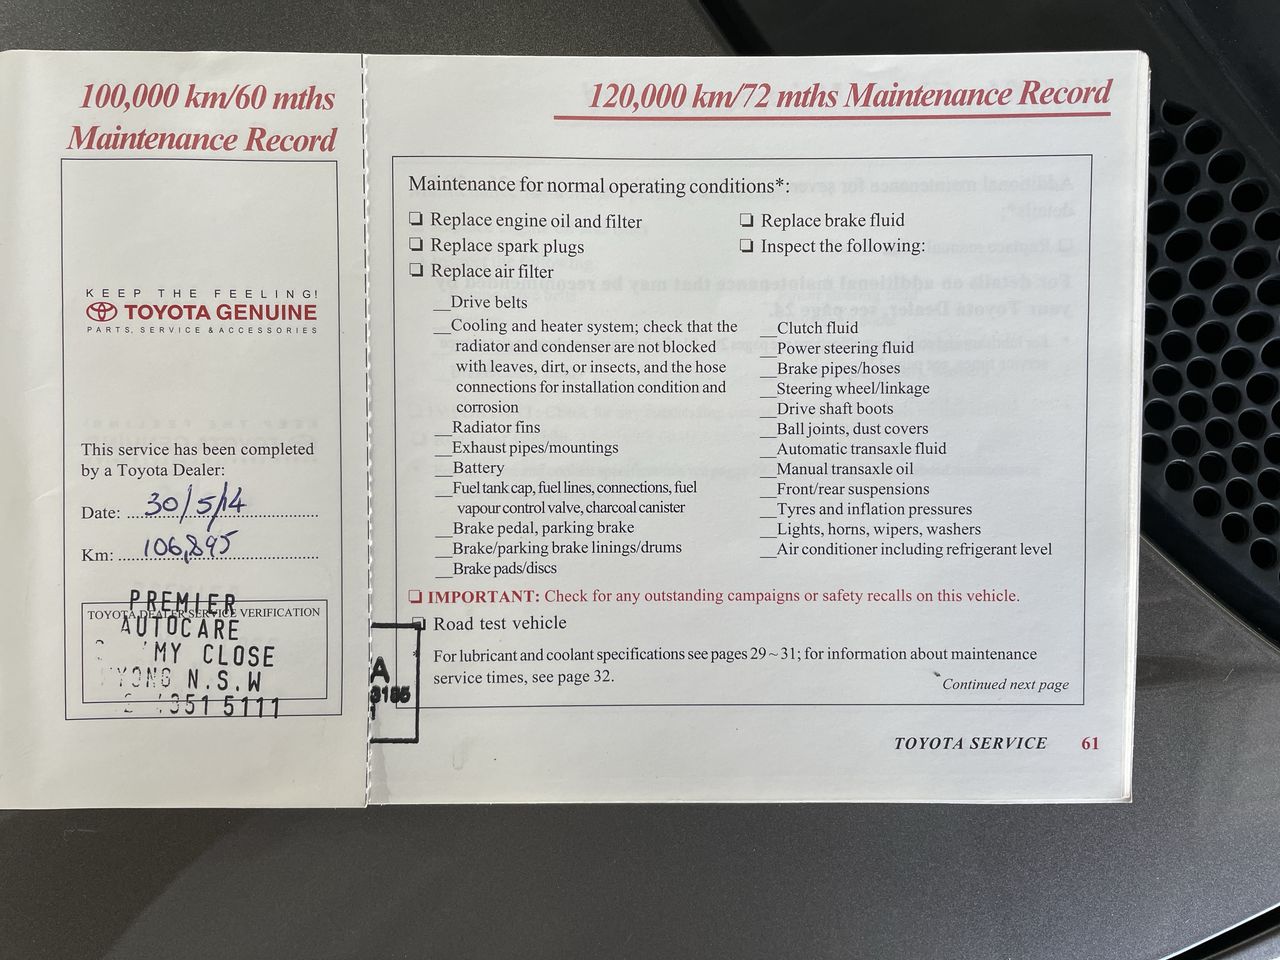 100,000 km/60 mths
Maintenance Record
KEEP THE FEELING!
TOYOTA GENUINE
PARTS, SERVICE & ACCESSORIES
This service has been completed
by a Toyota Dealer:
Date: 30/5/14
Km: 106,895
TOYOTA DEALER SERVICE VERIFICATION
PREMIER
AUTOCARE
MY CLOSE
WYONG N.S.W
4351 5111
120,000 km/72 mths Maintenance Record
Maintenance for normal operating conditions*:
❏ Replace engine oil and filter
❏ Replace spark plugs
❏ Replace air filter
❏ Replace brake fluid
❏ Inspect the following:
__Drive belts
__Cooling and heater system; check that the
radiator and condenser are not blocked
with leaves, dirt, or insects, and the hose
connections for installation condition and
corrosion
__Radiator fins
__Exhaust pipes/mountings
__Battery
__Fuel tank cap, fuel lines, connections, fuel
vapour control valve, charcoal canister
__Brake pedal, parking brake
__Brake/parking brake linings/drums
__Brake pads/discs
__Clutch fluid
__Power steering fluid
__Brake pipes/hoses
__Steering wheel/linkage
__Drive shaft boots
__Ball joints, dust covers
__Automatic transaxle fluid
__Manual transaxle oil
__Front/rear suspensions
__Tyres and inflation pressures
__Lights, horns, wipers, washers
__Air conditioner including refrigerant level
❏ IMPORTANT: Check for any outstanding campaigns or safety recalls on this vehicle.
❏ Road test vehicle
* For lubricant and coolant specifications see pages 29~31; for information about maintenance
service times, see page 32.
Continued next page
A
TOYOTA SERVICE 61